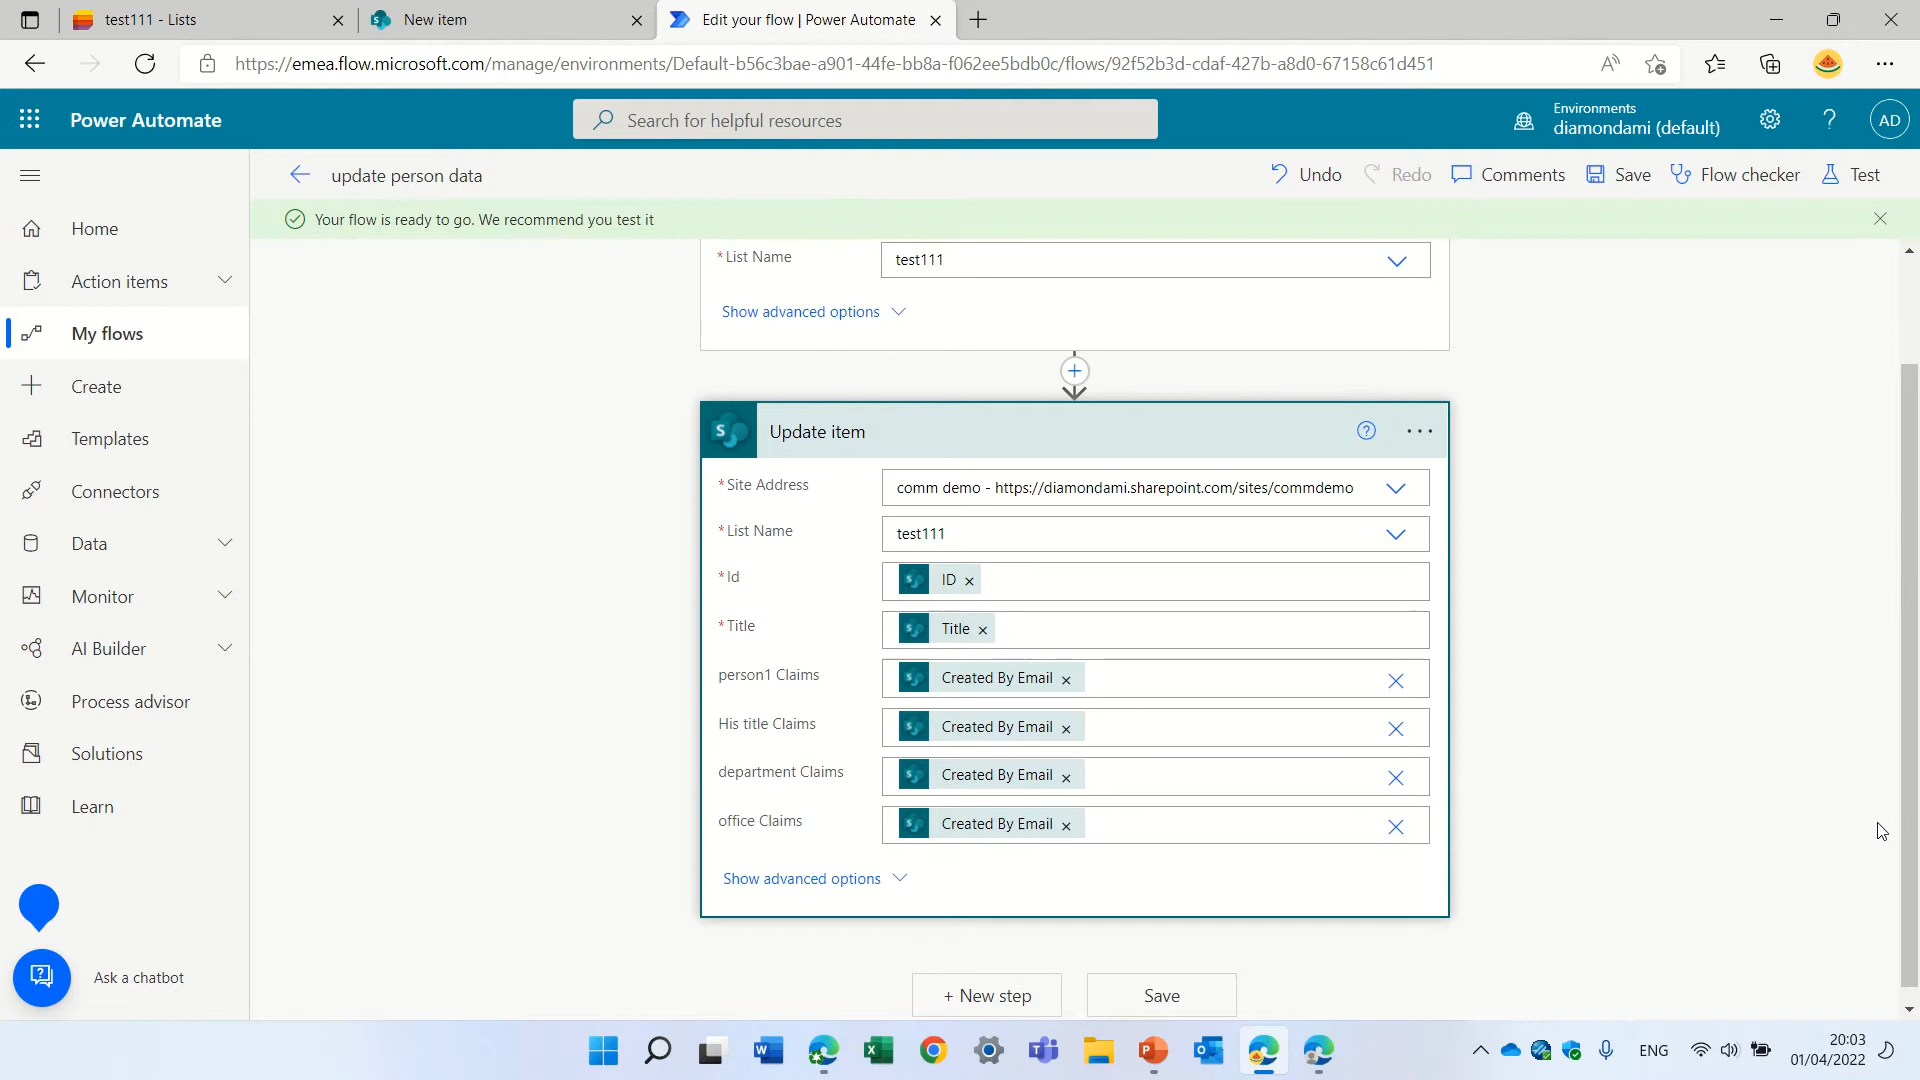 test111 - Lists
New item
Edit your flow | Power Automate
https://emea.flow.microsoft.com/manage/environments/Default-b56c3bae-a901-44fe-bb8a-f062ee5bdb0c/flows/92f52b3d-cdaf-427b-a8d0-67158c61d451
Power Automate
Search for helpful resources
Environments
diamondami (default)
AD
update person data
Undo
Redo
Comments
Save
Flow checker
Test
Your flow is ready to go. We recommend you test it
Home
Action items
My flows
Create
Templates
Connectors
Data
Monitor
AI Builder
Process advisor
Solutions
Learn
Ask a chatbot
*List Name
test111
Show advanced options
Update item
*Site Address
comm demo - https://diamondami.sharepoint.com/sites/commdemo
*List Name
test111
*Id
ID
*Title
Title
person1 Claims
Created By Email
His title Claims
Created By Email
department Claims
Created By Email
office Claims
Created By Email
Show advanced options
+ New step
Save
ENG
20:03
01/04/2022